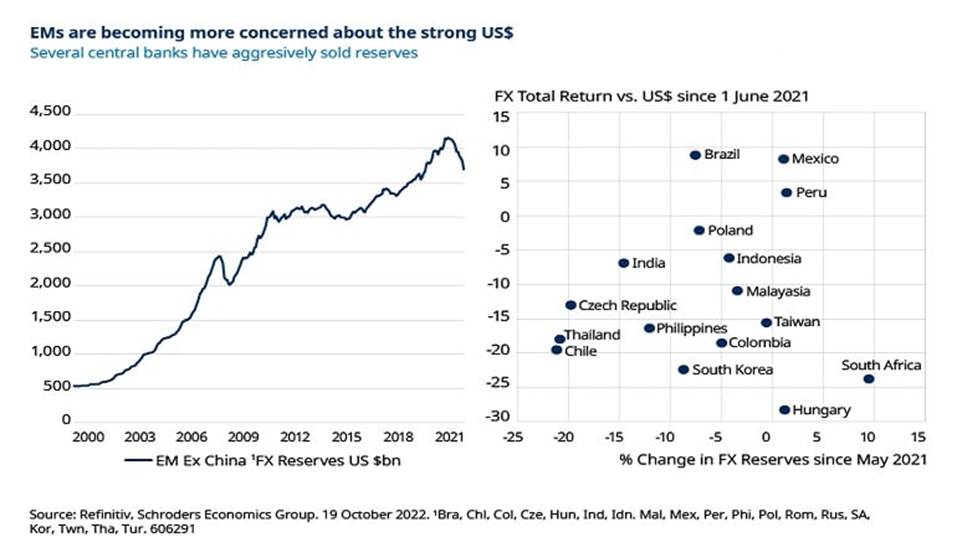 EMs are becoming more concerned about the strong US$
Several central banks have aggresively sold reserves
4,500
4,000
3,500
3,000
2,500
2,000
1,500
1,000
500
0
2000 2003 2006 2009 2012 2015 2018 2021
EM Ex China ¹FX Reserves US $bn
FX Total Return vs. US$ since 1 June 2021
15
10
5
0
-5
-10
-15
-20
-25
-30
Brazil
Mexico
Peru
Poland
Indonesia
India
Malayasia
Czech Republic
Taiwan
Philippines
Thailand
Colombia
Chile
South Africa
South Korea
Hungary
-25 -20 -15 -10 -5 0 5 10 15
% Change in FX Reserves since May 2021
Source: Refinitiv, Schroders Economics Group. 19 October 2022. ¹Bra, Chl, Col, Cze, Hun, Ind, Idn. Mal, Mex, Per, Phi, Pol, Rom, Rus, SA,
Kor, Twn, Tha, Tur. 606291